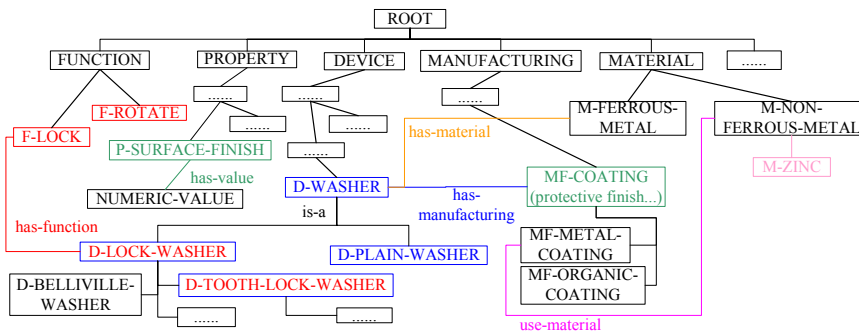 ROOT
FUNCTION
PROPERTY
DEVICE
MANUFACTURING
MATERIAL
......
F-ROTATE
......
......
......
F-LOCK
......
......
M-FERROUS-
METAL
M-NON-
FERROUS-METAL
has-material
P-SURFACE-FINISH
......
M-ZINC
has-value
NUMERIC-VALUE
D-WASHER
has-
manufacturing
MF-COATING
(protective finish...)
is-a
has-function
D-LOCK-WASHER
D-PLAIN-WASHER
MF-METAL-
COATING
MF-ORGANIC-
COATING
D-BELLIVILLE-
WASHER
D-TOOTH-LOCK-WASHER
......
......
use-material